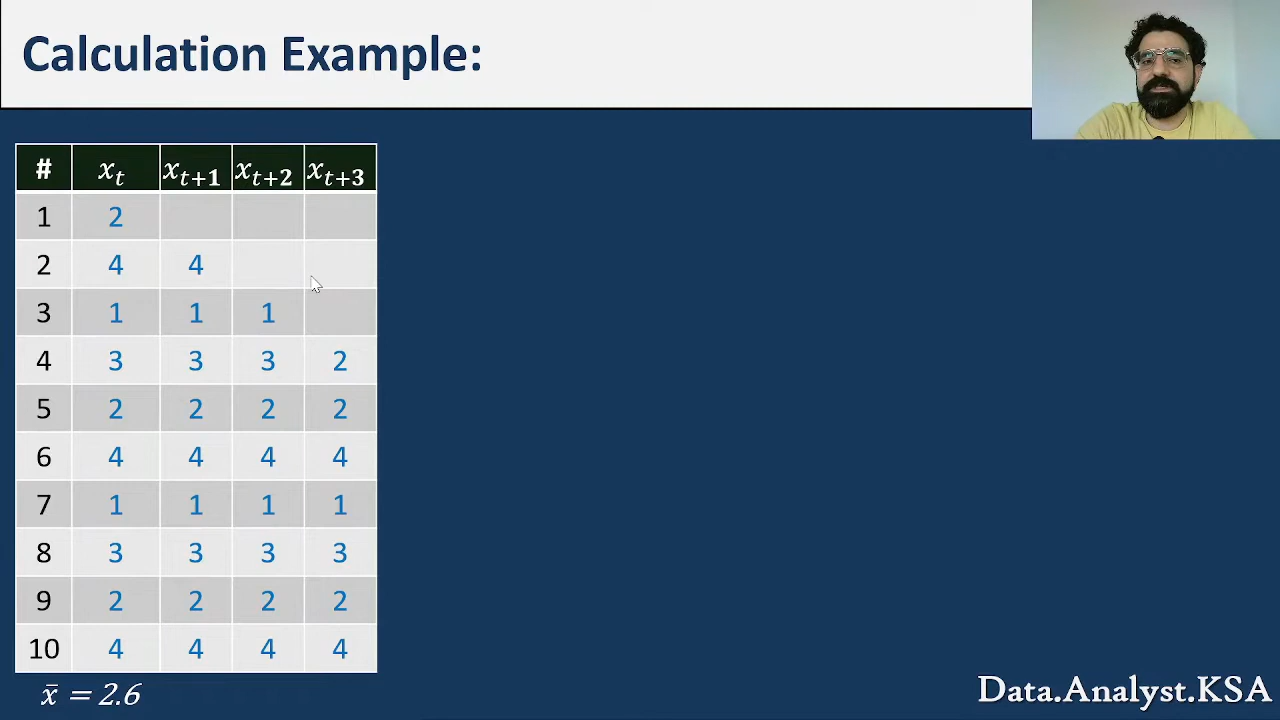 Calculation Example:
# xₜ xₜ₊₁ xₜ₊₂ xₜ₊₃
1 2
2 4 4
3 1 1 1
4 3 3 3 2
5 2 2 2 2
6 4 4 4 4
7 1 1 1 1
8 3 3 3 3
9 2 2 2 2
10 4 4 4 4
x̄ = 2.6
Data.Analyst.KSA